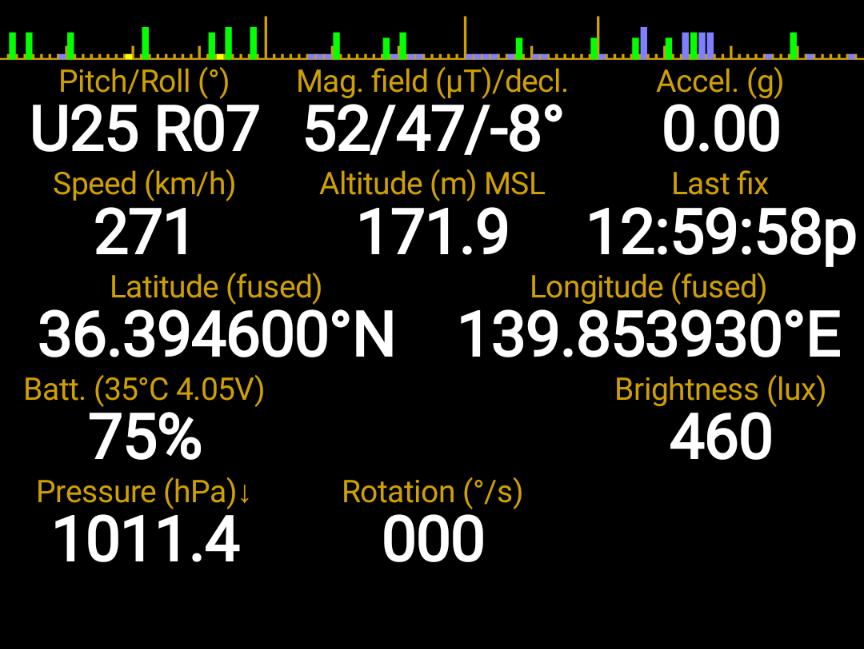 Pitch/Roll (°) Mag. field (µT)/decl. Accel. (g)
U25 R07 52/47/-8° 0.00
Speed (km/h) Altitude (m) MSL Last fix
271 171.9 12:59:58p
Latitude (fused) Longitude (fused)
36.394600°N 139.853930°E
Batt. (35°C 4.05V) Brightness (lux)
75% 460
Pressure (hPa)↓ Rotation (°/s)
1011.4 000